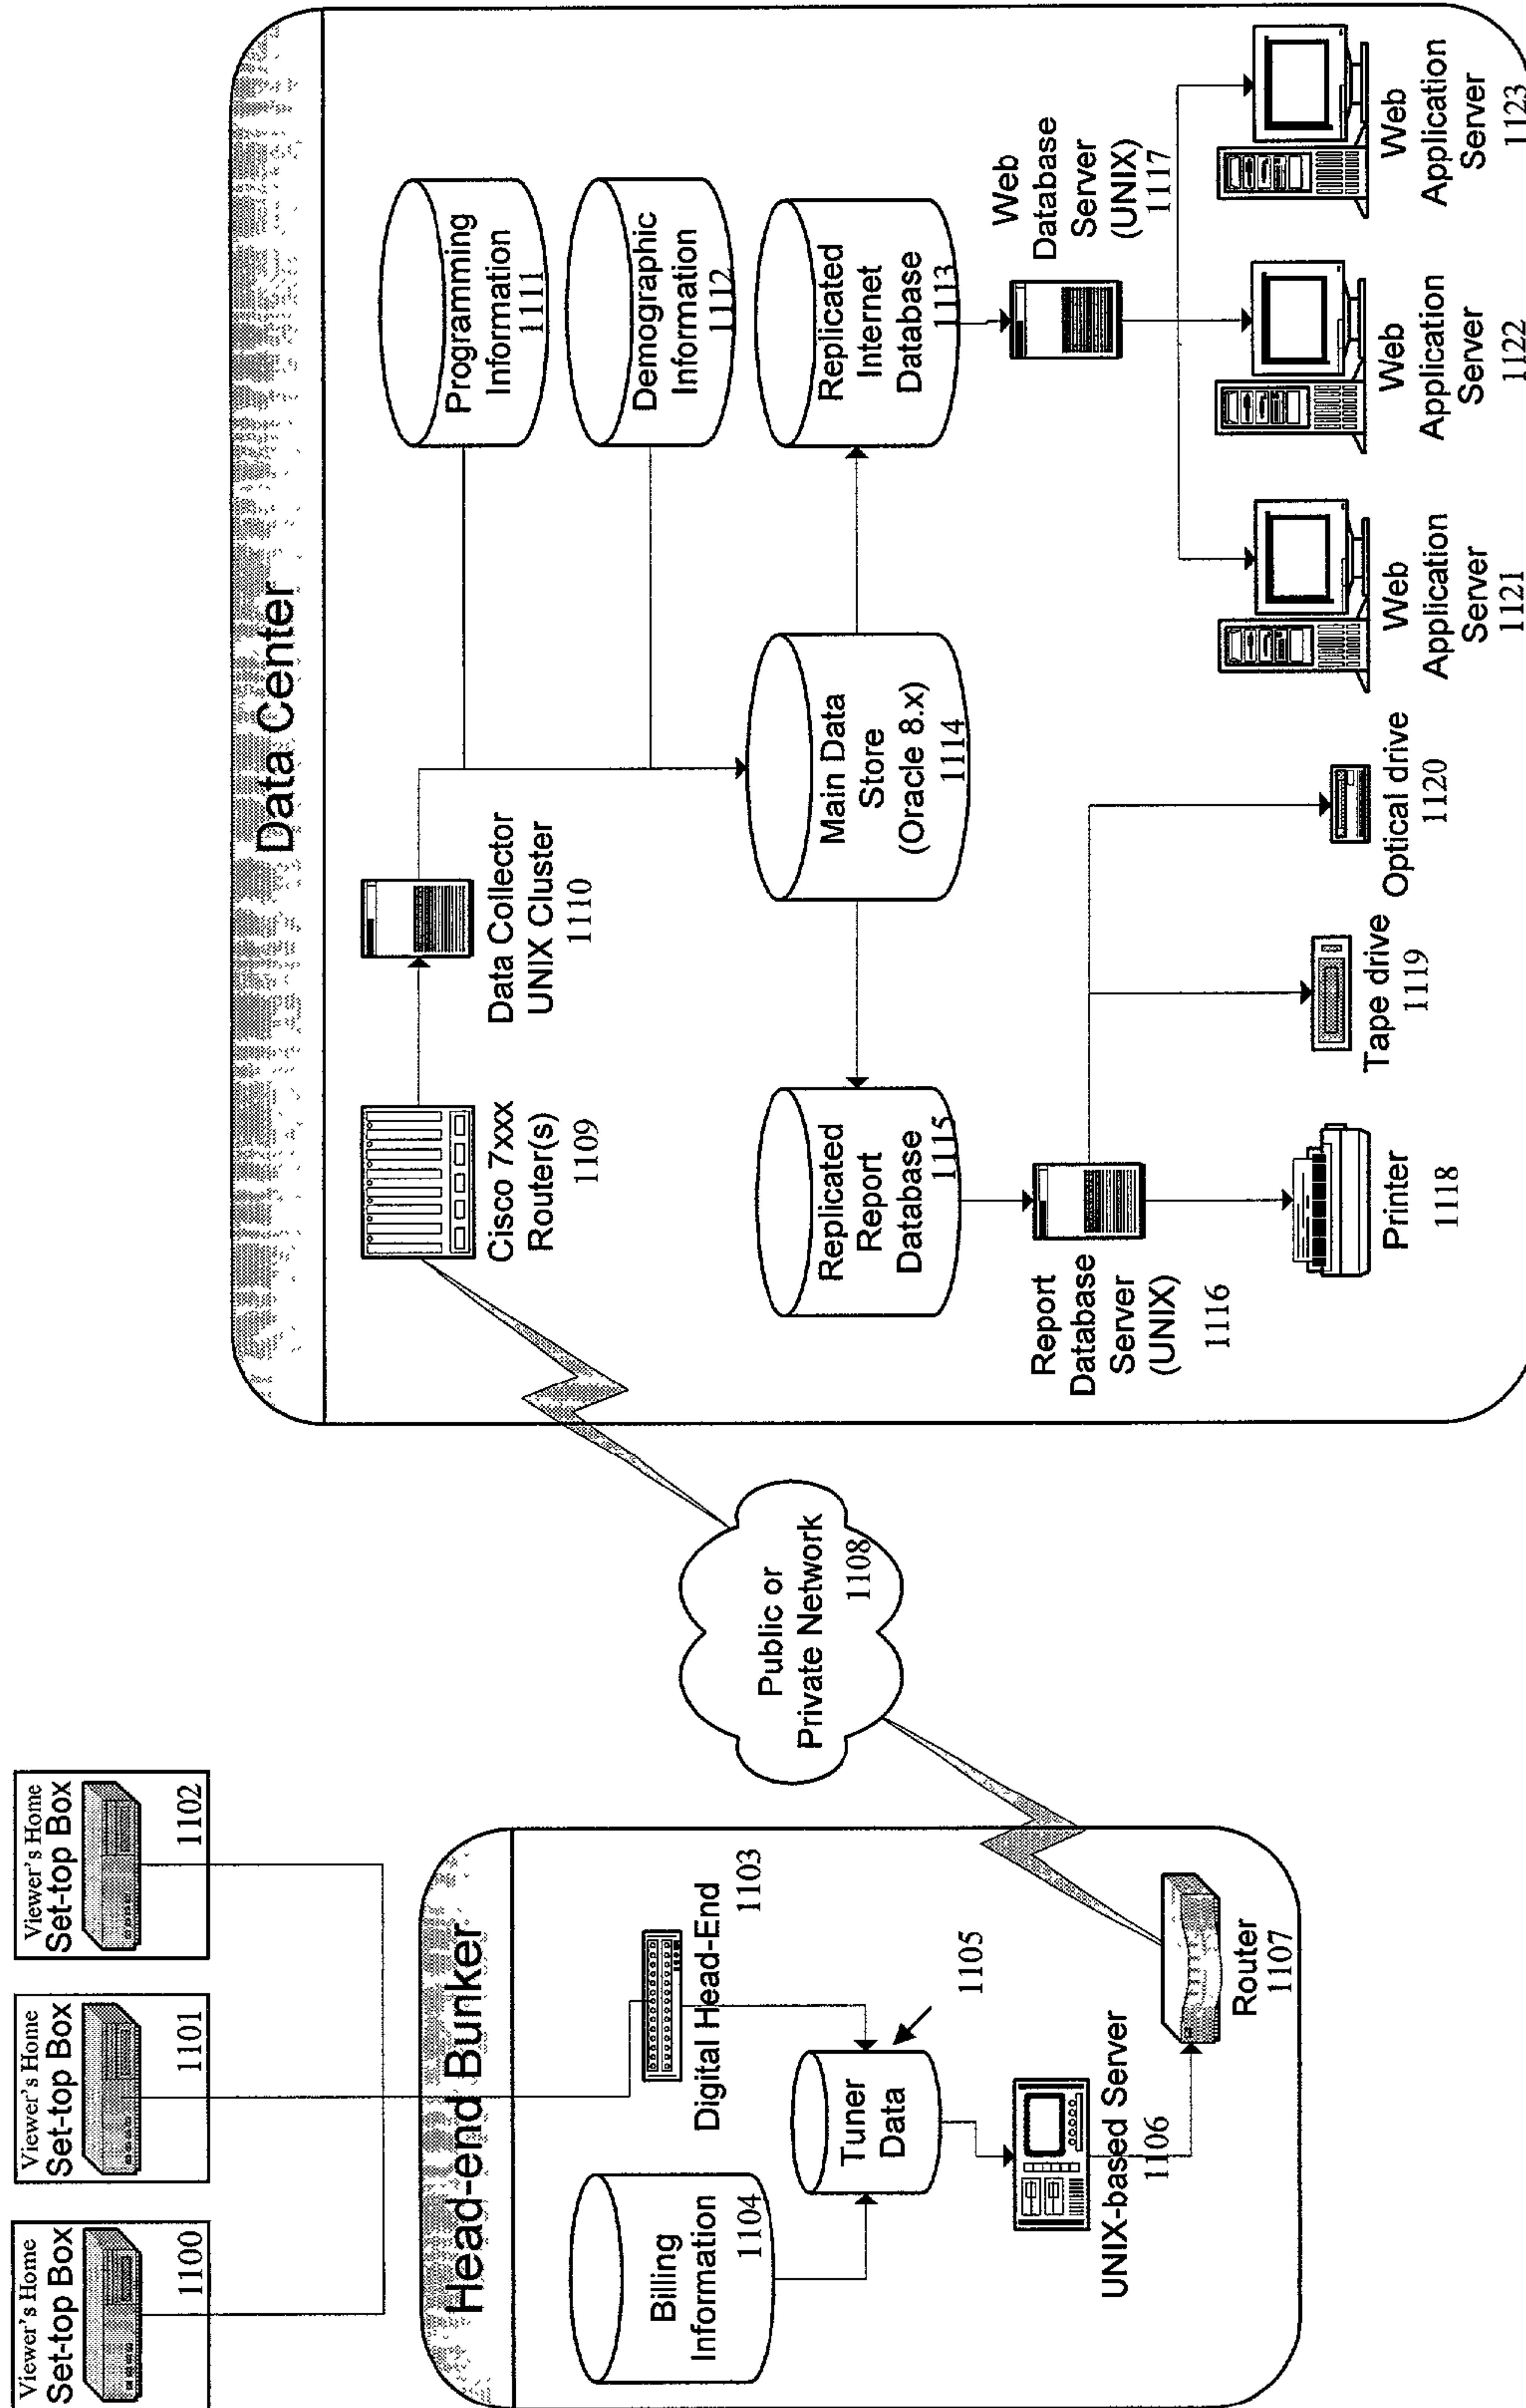 Viewer's Home
Set-top Box
1100
Viewer's Home
Set-top Box
1101
Viewer's Home
Set-top Box
1102
Head-end Bunker
Billing
Information
1104
Digital Head-End
1103
Tuner
Data
1105
UNIX-based Server
1106
Router
1107
Public or
Private Network
1108
Data Center
Cisco 7xxx
Router(s)
1109
Data Collector
UNIX Cluster
1110
Programming
Information
1111
Demographic
Information
1112
Replicated
Report
Database
1115
Main Data
Store
(Oracle 8.x)
1114
Replicated
Internet
Database
1113
Report
Database
Server
(UNIX)
1116
Web
Database
Server
(UNIX)
1117
Printer
1118
Tape drive
1119
Optical drive
1120
Web
Application
Server
1121
Web
Application
Server
1122
Web
Application
Server
1123